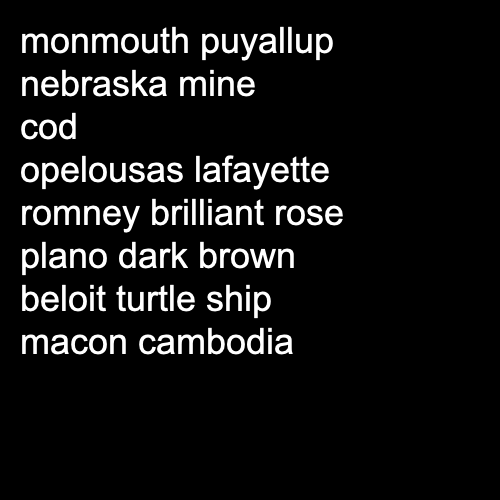 monmouth puyallup
nebraska mine
cod
opelousas lafayette
romney brilliant rose
plano dark brown
beloit turtle ship
macon cambodia